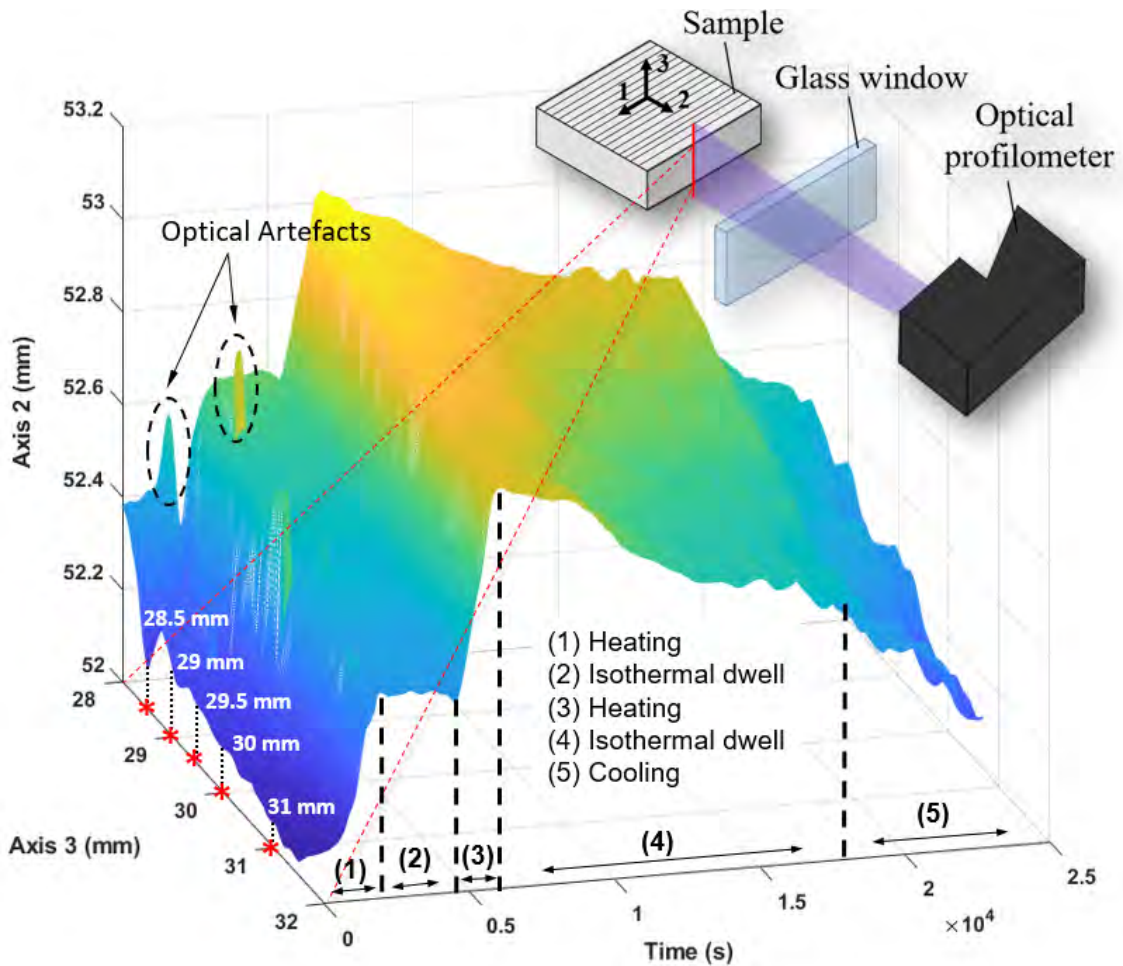 Sample
3
1
2
Glass window
Optical
profilometer
Optical Artefacts
53.2
53
52.8
52.6
52.4
52.2
52
Axis 2 (mm)
28.5 mm
29 mm
29.5 mm
30 mm
31 mm
28
29
30
31
32
Axis 3 (mm)
(1) Heating
(2) Isothermal dwell
(3) Heating
(4) Isothermal dwell
(5) Cooling
(1)
(2)
(3)
(4)
(5)
0
0.5
1
1.5
2
2.5
×10⁴
Time (s)